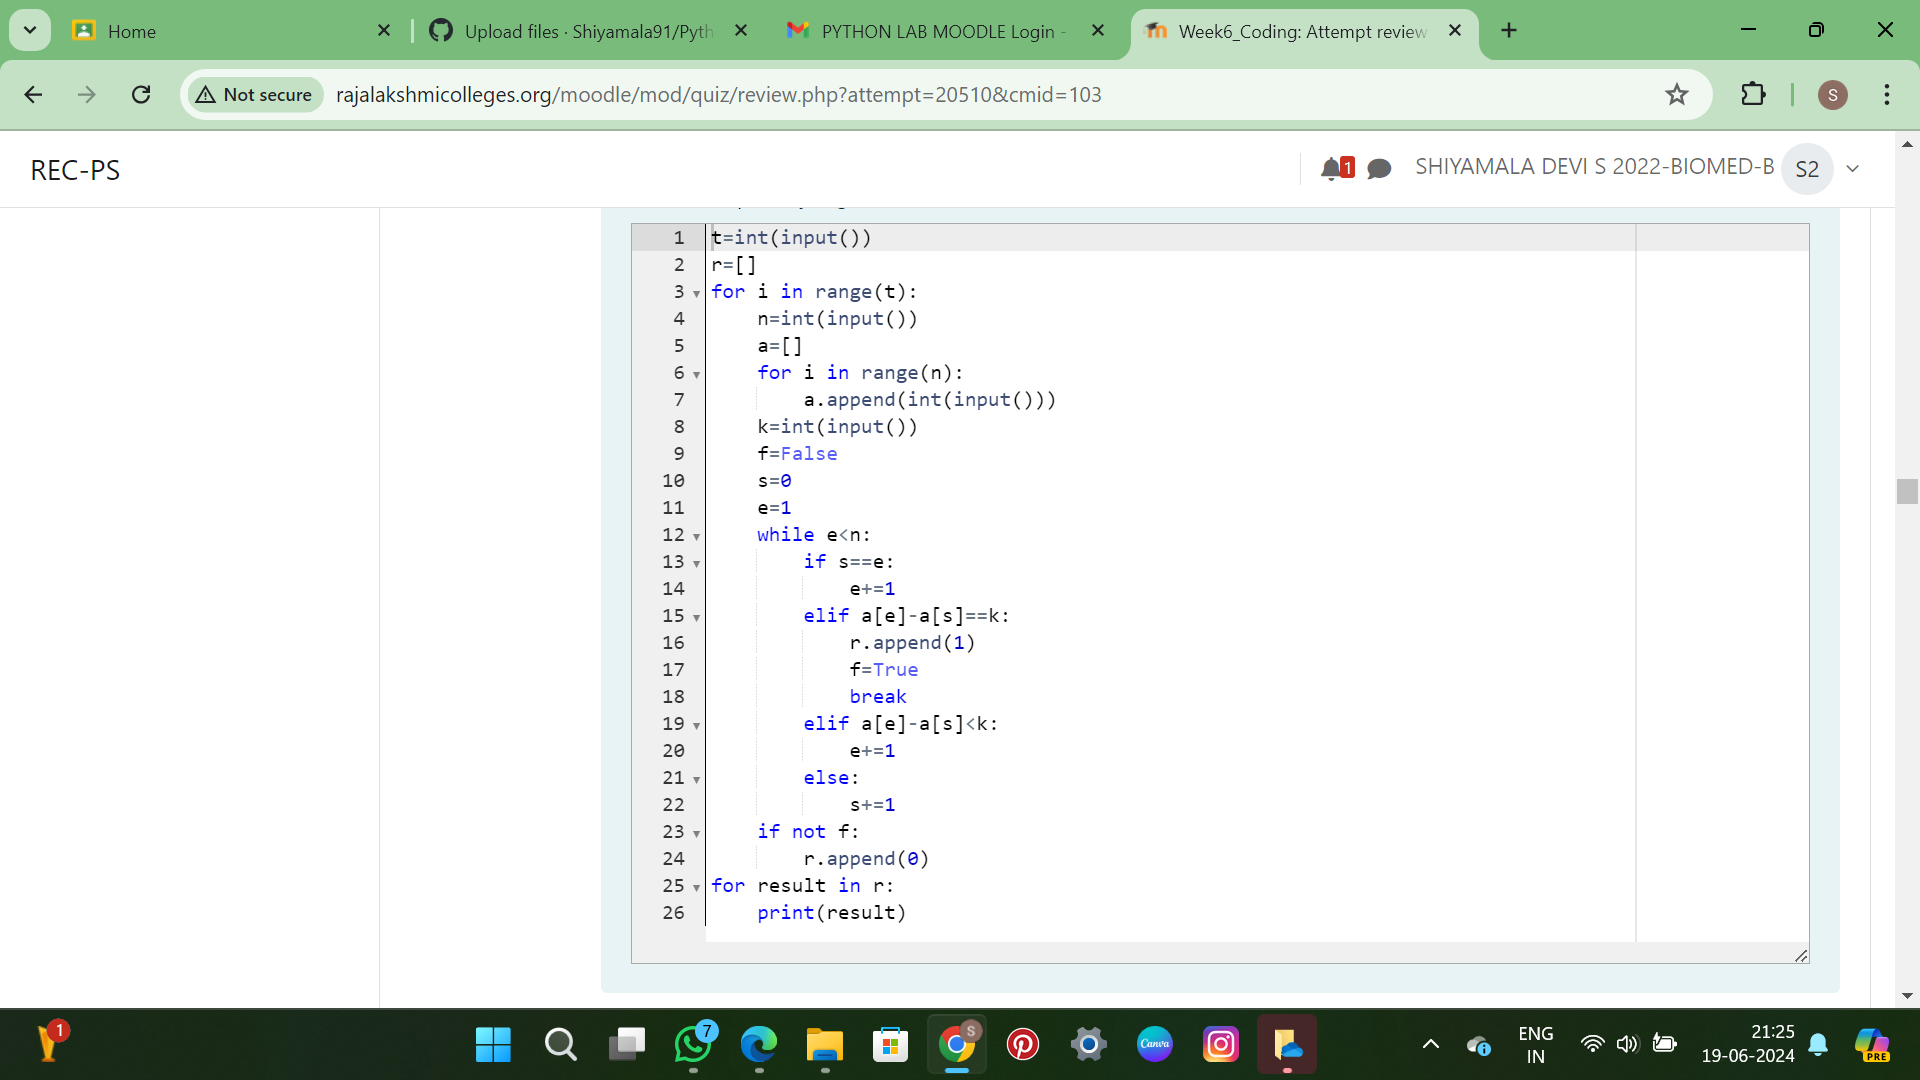 Home
Upload files · Shiyamala91/Pyth
PYTHON LAB MOODLE Login -
Week6_Coding: Attempt review
Not secure
rajalakshmicolleges.org/moodle/mod/quiz/review.php?attempt=20510&cmid=103
S
REC-PS
1
SHIYAMALA DEVI S 2022-BIOMED-B
S2
1 t=int(input())
2 r=[]
3 for i in range(t):
4     n=int(input())
5     a=[]
6     for i in range(n):
7         a.append(int(input()))
8     k=int(input())
9     f=False
10     s=0
11     e=1
12     while e<n:
13         if s==e:
14             e+=1
15         elif a[e]-a[s]==k:
16             r.append(1)
17             f=True
18             break
19         elif a[e]-a[s]<k:
20             e+=1
21         else:
22             s+=1
23     if not f:
24         r.append(0)
25 for result in r:
26     print(result)
1
7
S
Canva
ENG
IN
21:25
19-06-2024
PRE